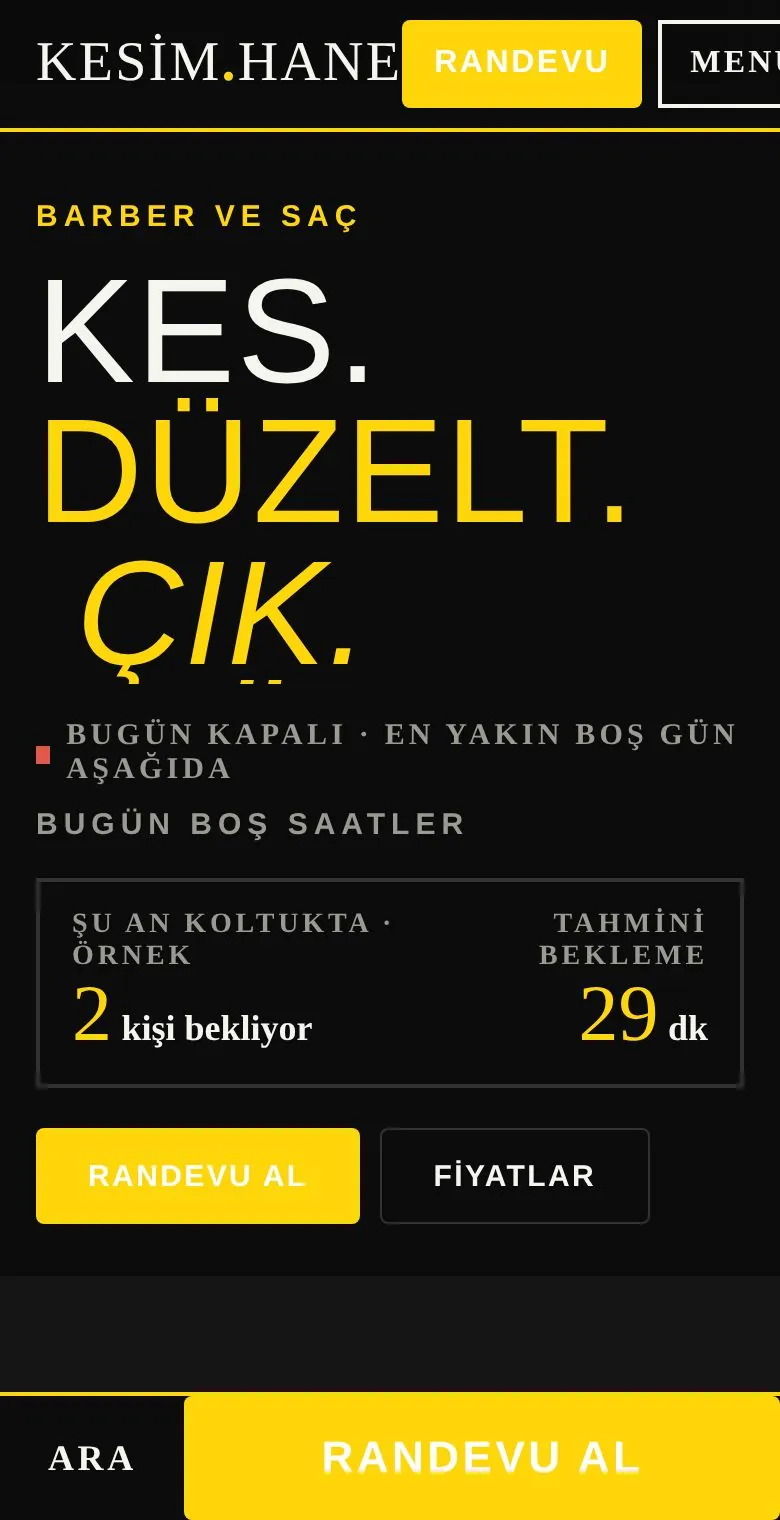 KESİM.HANE RANDEVU MENU
BARBER VE SAÇ
KES.
DÜZELT.
ÇIK.
BUGÜN KAPALI · EN YAKIN BOŞ GÜN
AŞAĞIDA
BUGÜN BOŞ SAATLER
ŞU AN KOLTUKTA · TAHMİNİ
ÖRNEK BEKLEME
2 kişi bekliyor 29 dk
RANDEVU AL FİYATLAR
ARA RANDEVU AL